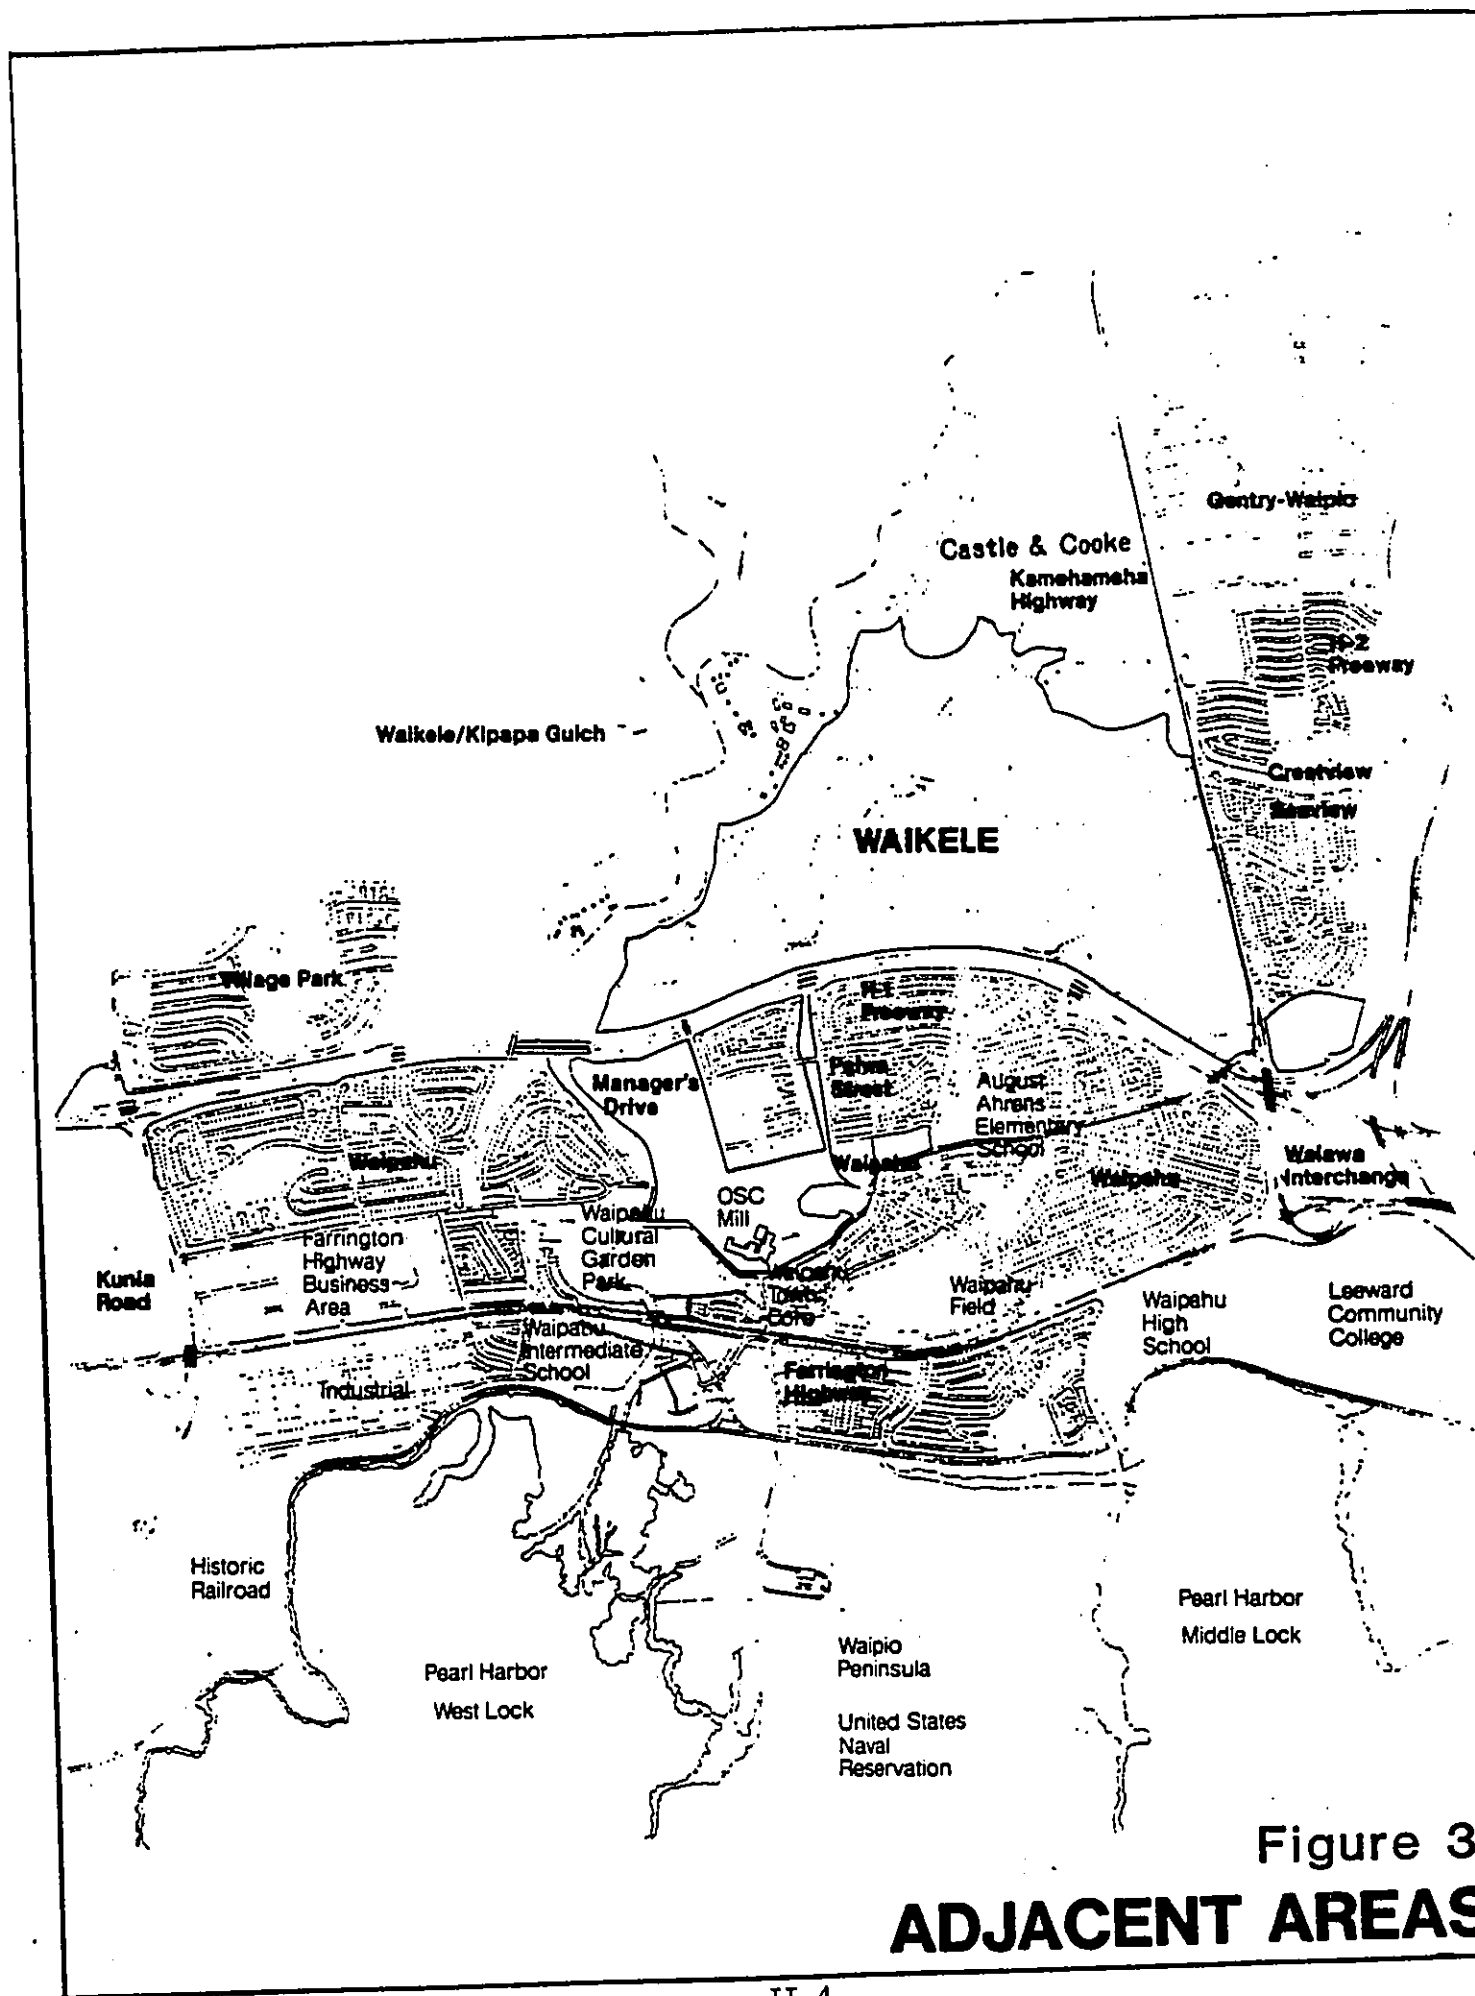 Gentry-Waipio
Castle & Cooke
Kamehameha
Highway
H-2
Freeway
Waikele/Kipapa Gulch
Crestview
Seaview
WAIKELE
Village Park
H-1
Freeway
Manager's
Drive
Paiwa
Street
August
Ahrens
Elementary
School
Waipahu
Waipahu
Waipahu
Waiawa
Interchange
OSC
Mill
Waipahu
Cultural
Garden
Park
Farrington
Highway
Business
Area
Kunia
Road
Waipahu
Town
Core
Waipahu
Field
Waipahu
High
School
Leeward
Community
College
Waipahu
Intermediate
School
Farrington
Highway
Industrial
Historic
Railroad
Pearl Harbor
Middle Lock
Waipio
Peninsula
Pearl Harbor
West Lock
United States
Naval
Reservation
Figure 3
ADJACENT AREAS